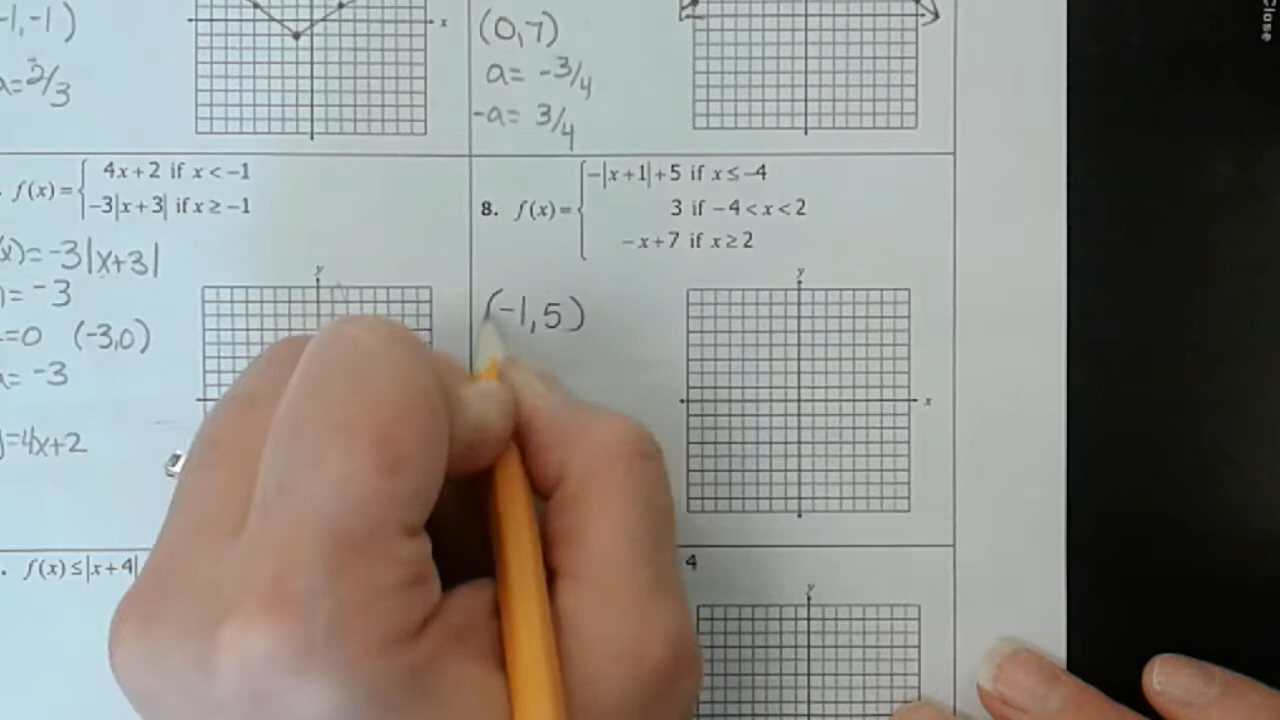 -1,-1)
a=-2/3
x
(0,7)
a= -3/4
-a= 3/4
f(x)={ 4x+2 if x<-1
-3|x+3| if x≥-1
x)=-3|x+3|
= -3
=0 (-3,0)
a= -3
y=4x+2
y
8. f(x)={ -|x+1|+5 if x≤-4
3 if -4<x<2
-x+7 if x≥2
(-1,5)
y
x
. f(x)≤|x+4|
4
y
Close